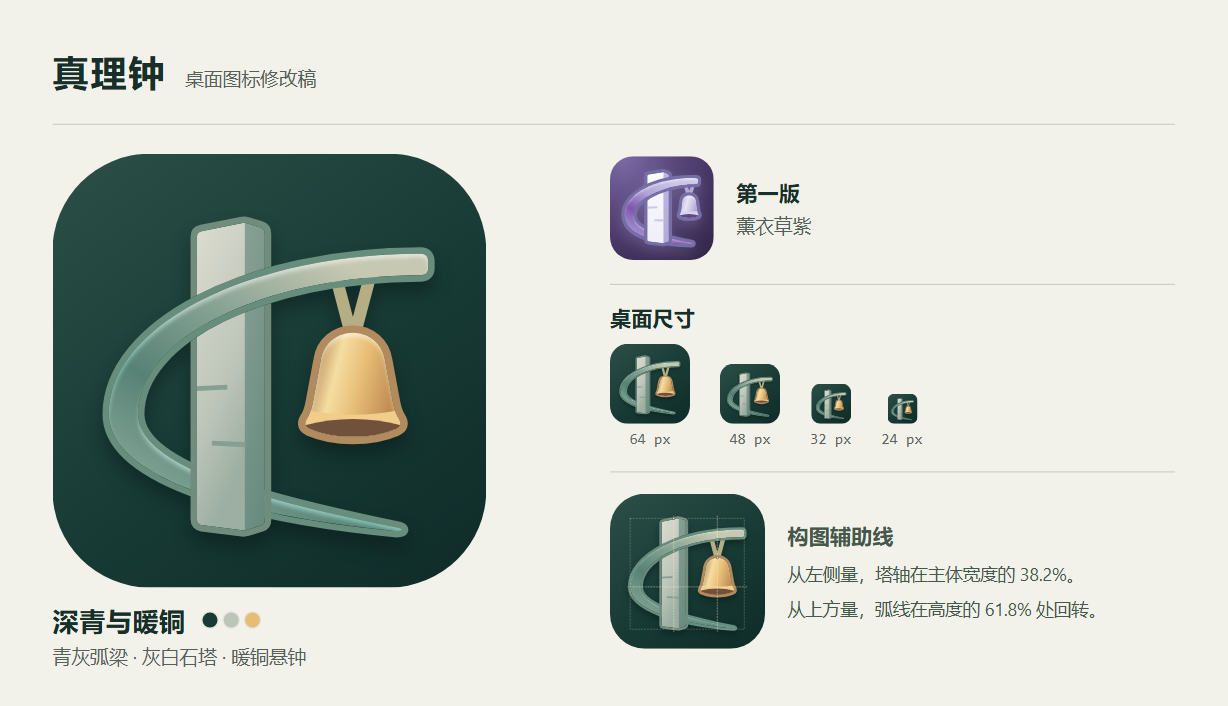 真理钟
桌面图标修改稿
第一版
薰衣草紫
桌面尺寸
64 px
48 px
32 px
24 px
构图辅助线
从左侧量，塔轴在主体宽度的 38.2%。
从上方量，弧线在高度的 61.8% 处回转。
深青与暖铜
青灰弧梁 · 灰白石塔 · 暖铜悬钟